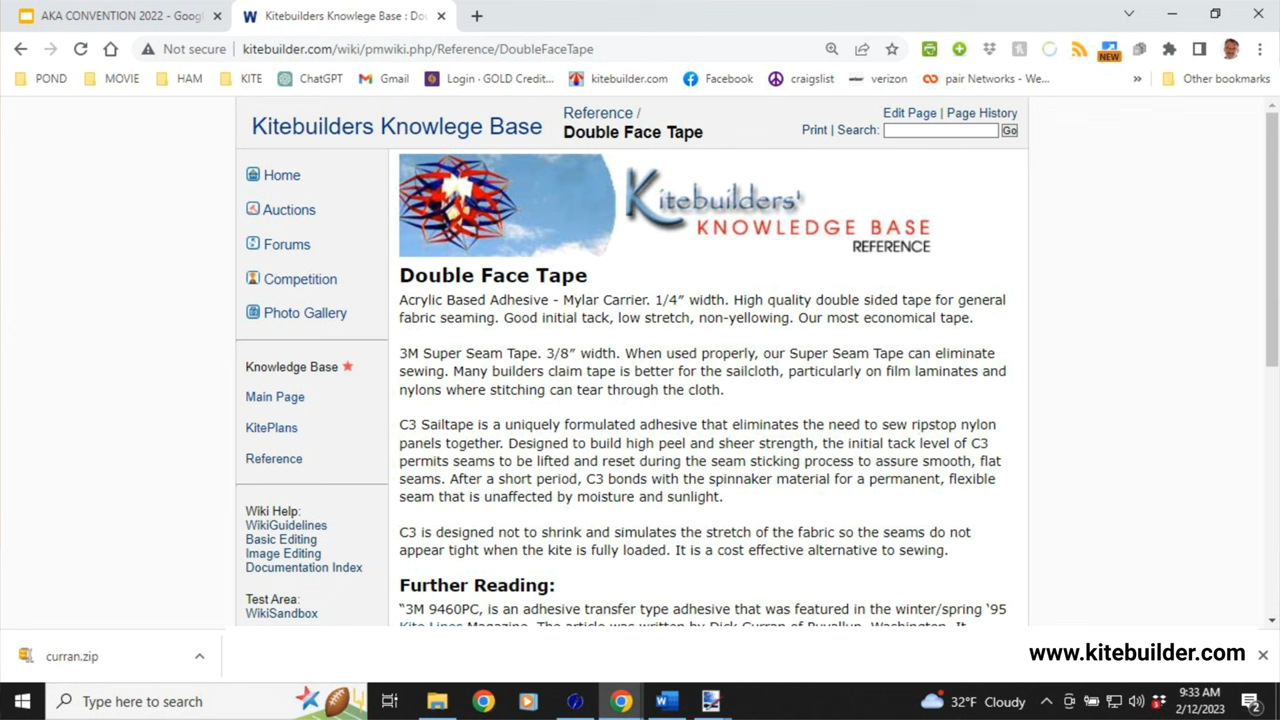 AKA CONVENTION 2022 - Googl
Kitebuilders Knowlege Base : Dou
Not secure
kitebuilder.com/wiki/pmwiki.php/Reference/DoubleFaceTape
NEW
POND
MOVIE
HAM
KITE
ChatGPT
Gmail
Login · GOLD Credit...
kitebuilder.com
Facebook
craigslist
verizon
pair Networks - We...
»
Other bookmarks
Kitebuilders Knowlege Base
Reference /
Double Face Tape
Edit Page | Page History
Print | Search:
Go
Home
Auctions
Forums
Competition
Photo Gallery
Knowledge Base
Main Page
KitePlans
Reference
Wiki Help:
WikiGuidelines
Basic Editing
Image Editing
Documentation Index
Test Area:
WikiSandbox
Kitebuilders'
KNOWLEDGE BASE
REFERENCE
Double Face Tape
Acrylic Based Adhesive - Mylar Carrier. 1/4″ width. High quality double sided tape for general
fabric seaming. Good initial tack, low stretch, non-yellowing. Our most economical tape.
3M Super Seam Tape. 3/8″ width. When used properly, our Super Seam Tape can eliminate
sewing. Many builders claim tape is better for the sailcloth, particularly on film laminates and
nylons where stitching can tear through the cloth.
C3 Sailtape is a uniquely formulated adhesive that eliminates the need to sew ripstop nylon
panels together. Designed to build high peel and sheer strength, the initial tack level of C3
permits seams to be lifted and reset during the seam sticking process to assure smooth, flat
seams. After a short period, C3 bonds with the spinnaker material for a permanent, flexible
seam that is unaffected by moisture and sunlight.
C3 is designed not to shrink and simulates the stretch of the fabric so the seams do not
appear tight when the kite is fully loaded. It is a cost effective alternative to sewing.
Further Reading:
“3M 9460PC, is an adhesive transfer type adhesive that was featured in the winter/spring ‘95
Kite Lines Magazine. The article was written by Dick Curran of Puyallup, Washington. It
curran.zip
www.kitebuilder.com
Type here to search
32°F Cloudy
9:33 AM
2/12/2023
2